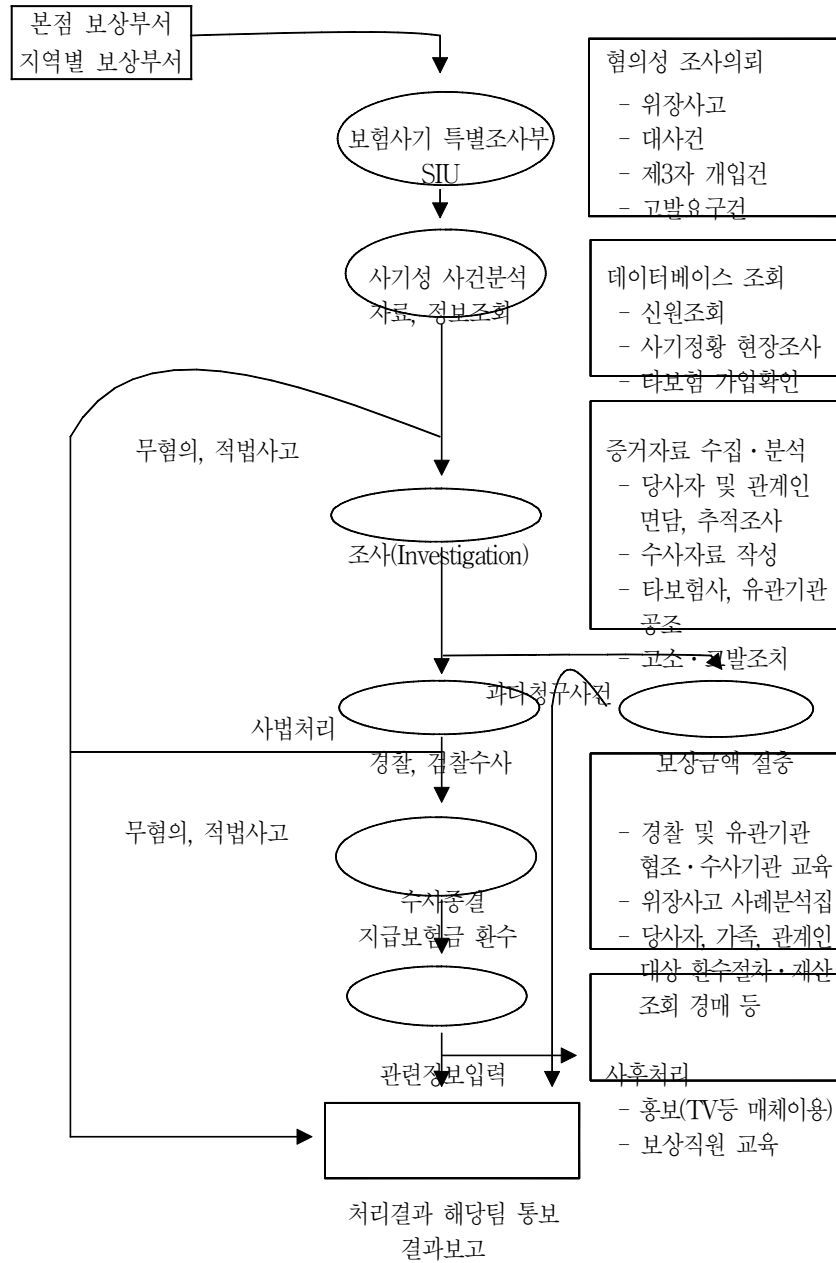 본점 보상부서
지역별 보상부서
혐의성 조사의뢰
- 위장사고
- 대사건
- 제3자 개입건
- 고발요구건
보험사기 특별조사부
SIU
사기성 사건분석
자료, 정보조회
데이터베이스 조회
- 신원조회
- 사기정황 현장조사
- 타보험 가입확인
무혐의, 적법사고
증거자료 수집・분석
- 당사자 및 관계인
면담, 추적조사
- 수사자료 작성
- 타보험사, 유관기관
공조
- 고소・고발조치
조사(Investigation)
과다청구사건
사법처리
경찰, 검찰수사
보상금액 절충
무혐의, 적법사고
- 경찰 및 유관기관
협조・수사기관 교육
- 위장사고 사례분석집
- 당사자, 가족, 관계인
대상 환수절차・재산
조회 경매 등
수사종결
지급보험금 환수
관련정보입력
사후처리
- 홍보(TV등 매체이용)
- 보상직원 교육
처리결과 해당팀 통보
결과보고